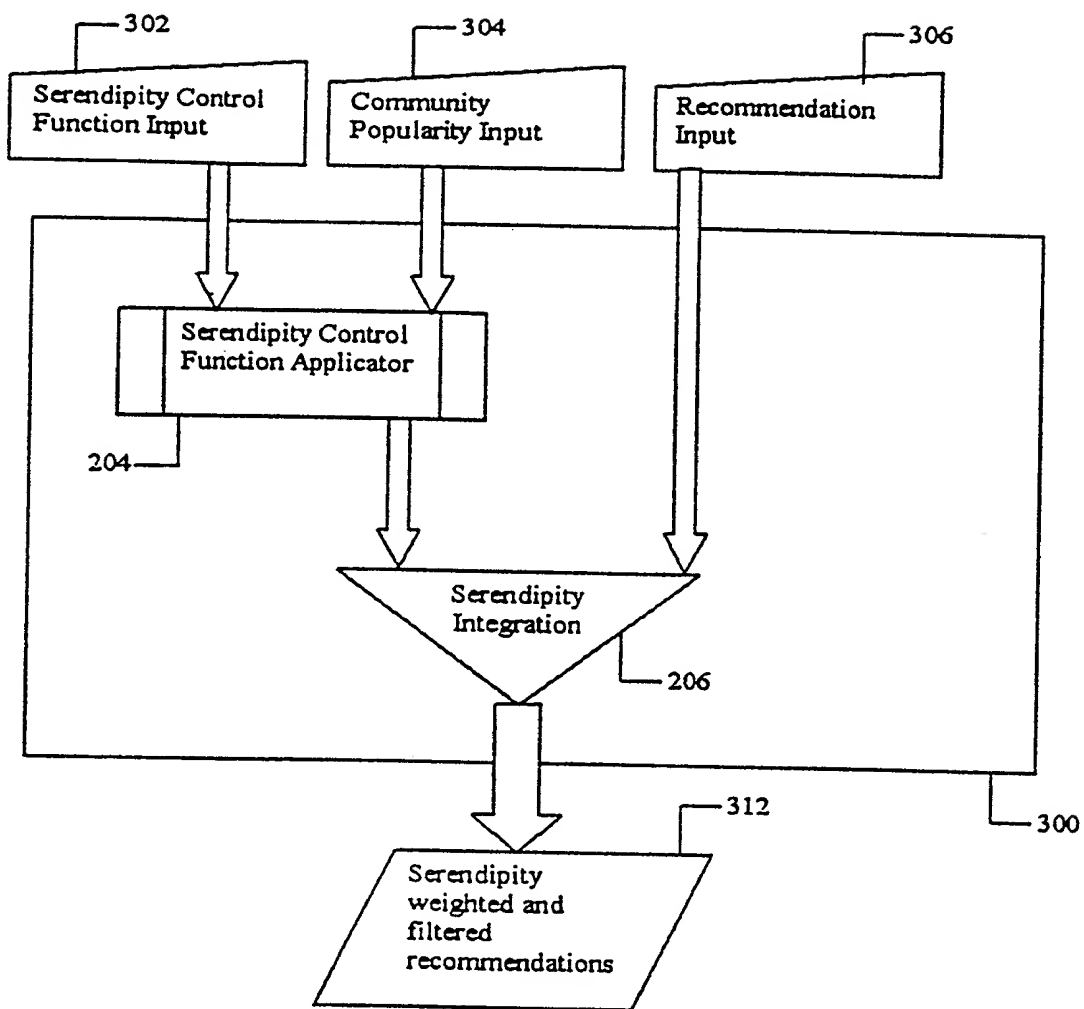 302
304
306
Serendipity Control
Function Input
Community
Popularity Input
Recommendation
Input
Serendipity Control
Function Applicator
204
Serendipity
Integration
206
300
312
Serendipity
weighted and
filtered
recommendations